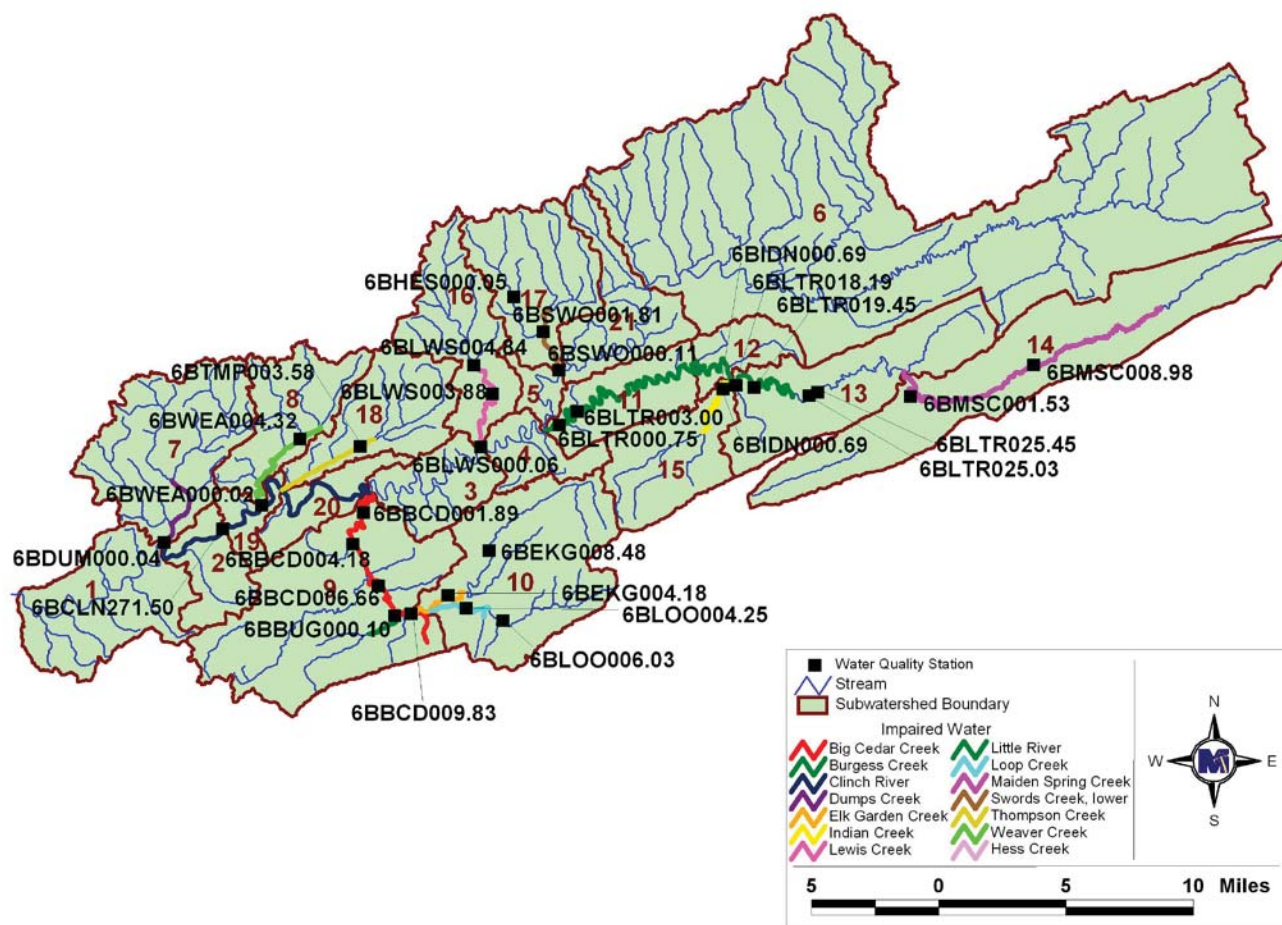 6
6BIDN000.69
6BLTR018.19
6BLTR019.45
6BHES000.05
16
17
6BSWO001.81
21
6BLWS004.84
6BSWO000.11
12
14
6BMSC008.98
6BTMP003.58
8
18
6BLWS003.88
5
11
13
6BMSC001.53
6BWEA004.32
7
6BLTR003.00
6BLTR000.75
6BIDN000.69
6BLTR025.45
6BLTR025.03
6BLWS000.06
4
15
3
6BWEA000.02
20
6BBCD001.89
19
6BDUM000.04
2
6BBCD004.18
6BEKG008.48
1
6BCLN271.50
9
10
6BBCD006.66
6BEKG004.18
6BLOO004.25
6BBUG000.10
6BLOO006.03
6BBCD009.83
Water Quality Station
Stream
Subwatershed Boundary
Impaired Water
Big Cedar Creek
Burgess Creek
Clinch River
Dumps Creek
Elk Garden Creek
Indian Creek
Lewis Creek
Little River
Loop Creek
Maiden Spring Creek
Swords Creek, lower
Thompson Creek
Weaver Creek
Hess Creek
N
W
M
E
S
5 0 5 10 Miles